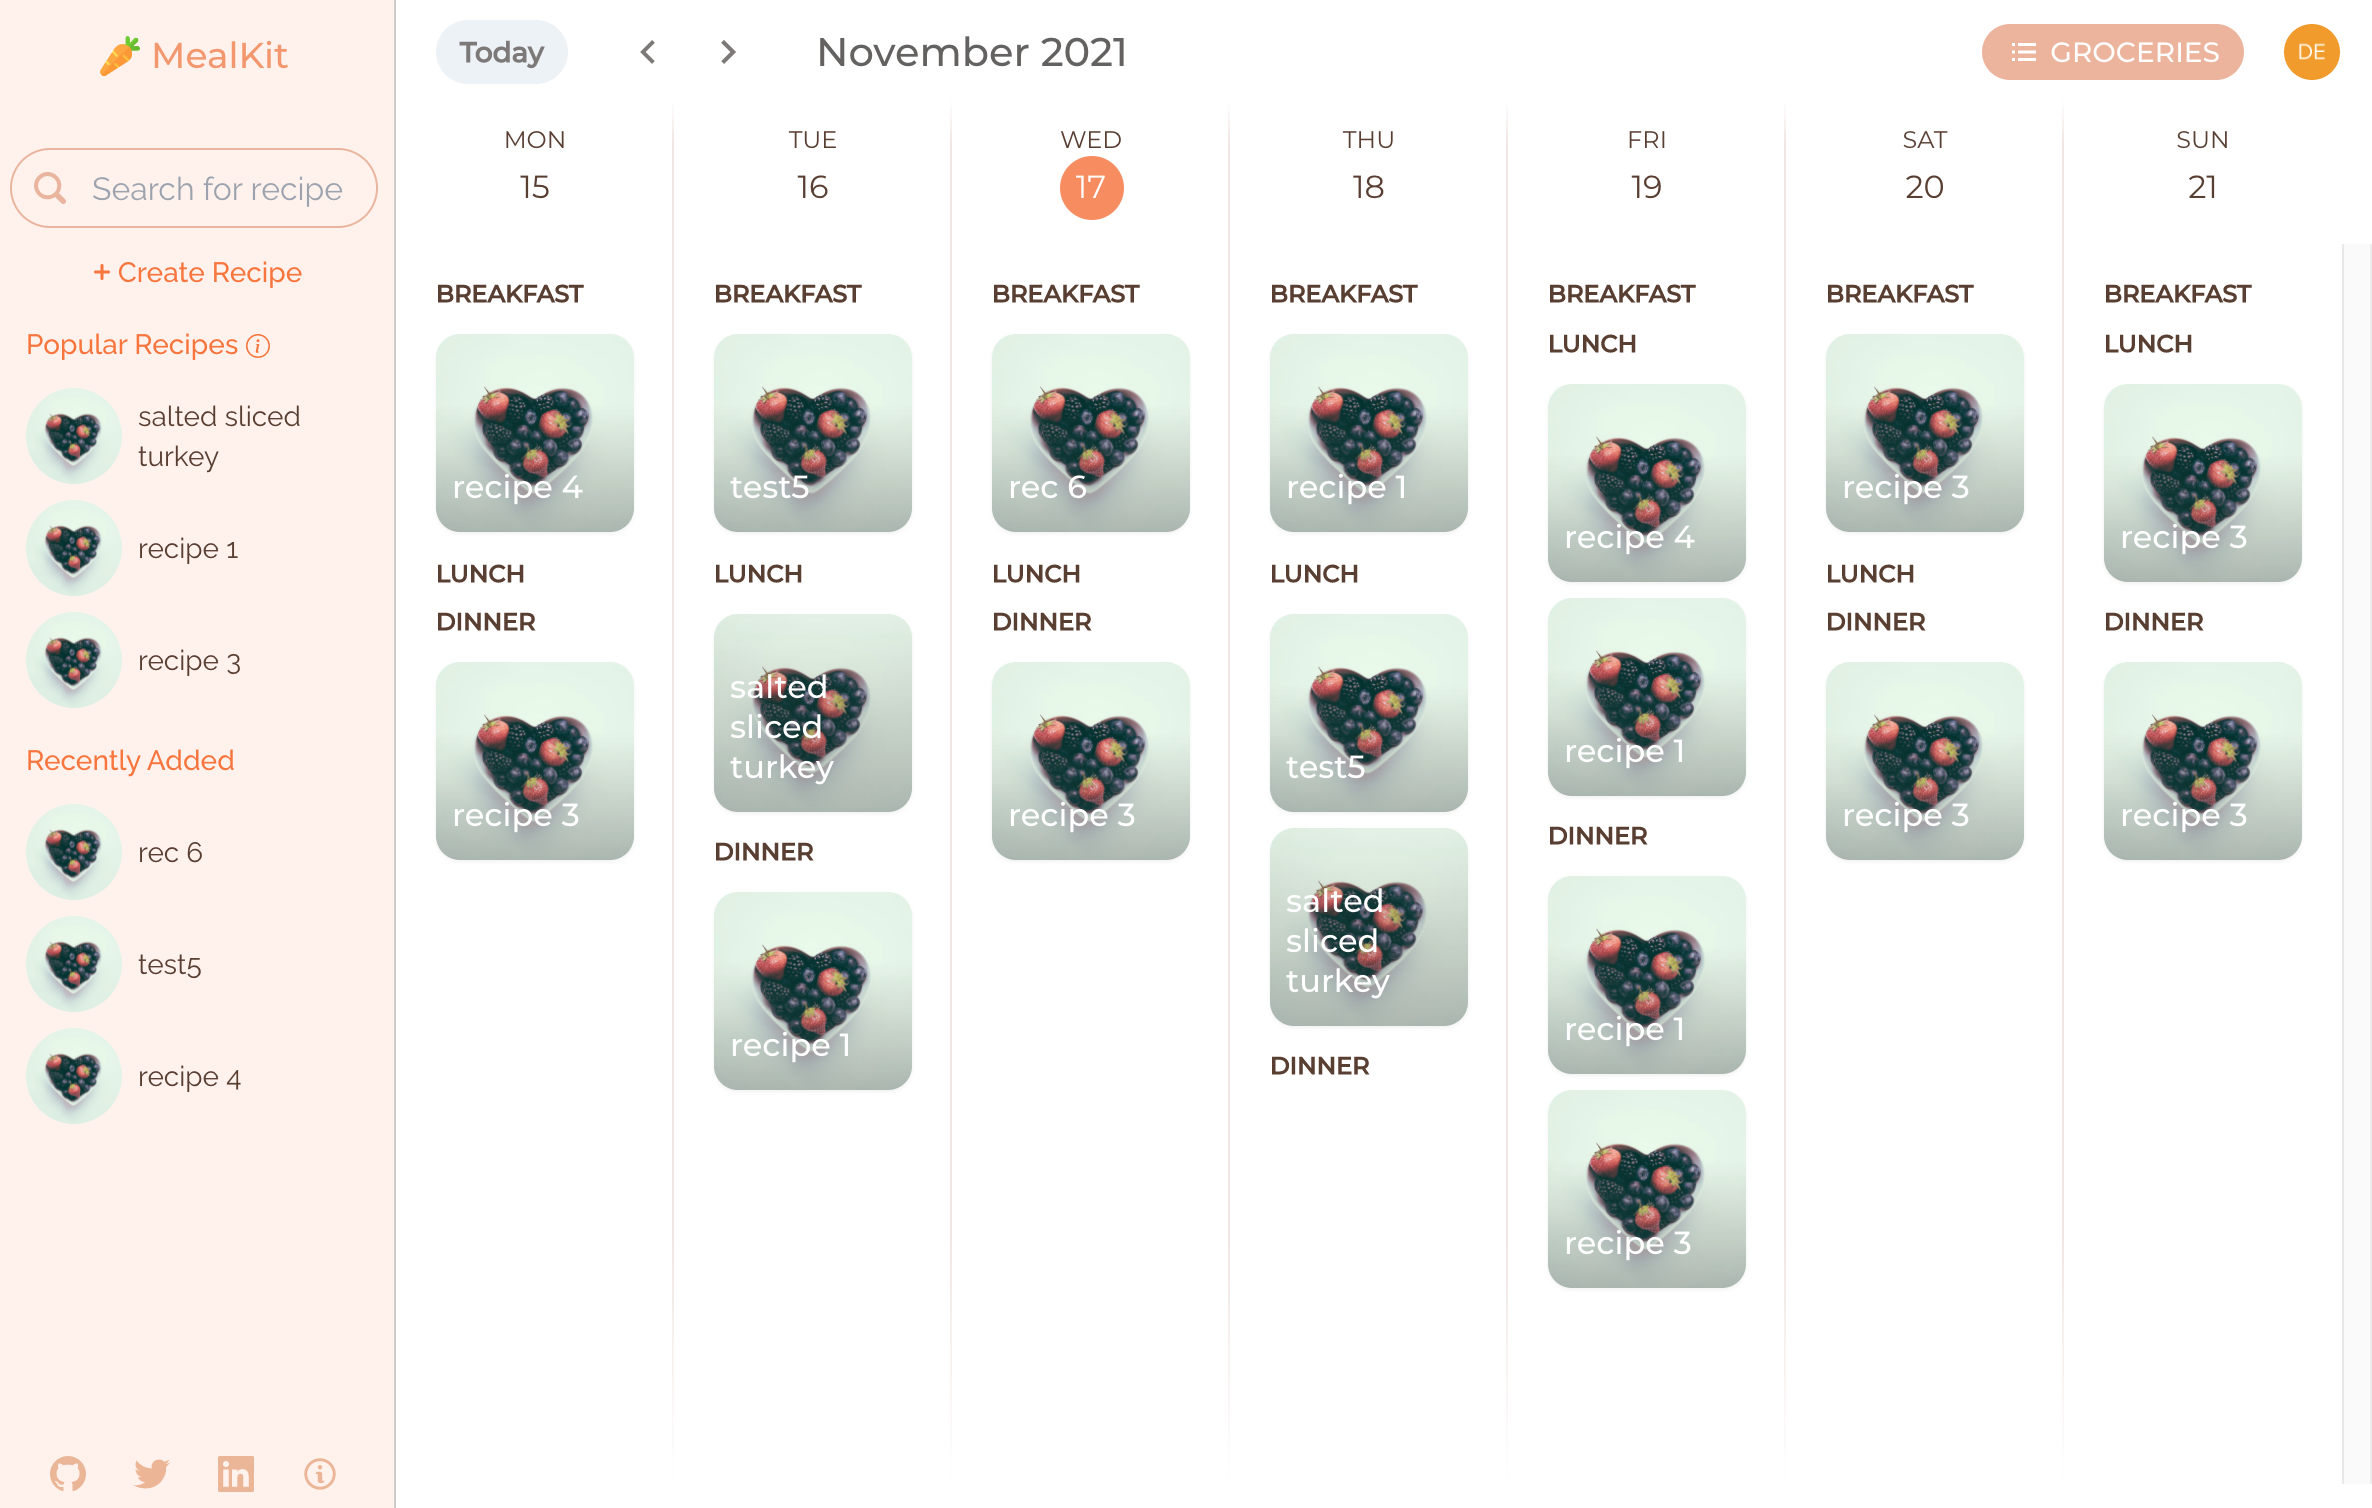 MealKit
Search for recipe
+ Create Recipe
Popular Recipes
salted sliced
turkey
recipe 1
recipe 3
Recently Added
rec 6
test5
recipe 4
Today
November 2021
GROCERIES
DE
MON
15
BREAKFAST
recipe 4
LUNCH
DINNER
recipe 3
TUE
16
BREAKFAST
test5
LUNCH
salted
sliced
turkey
DINNER
recipe 1
WED
17
BREAKFAST
rec 6
LUNCH
DINNER
recipe 3
THU
18
BREAKFAST
recipe 1
LUNCH
test5
salted
sliced
turkey
DINNER
FRI
19
BREAKFAST
LUNCH
recipe 4
recipe 1
DINNER
recipe 1
recipe 3
SAT
20
BREAKFAST
recipe 3
LUNCH
DINNER
recipe 3
SUN
21
BREAKFAST
LUNCH
recipe 3
DINNER
recipe 3